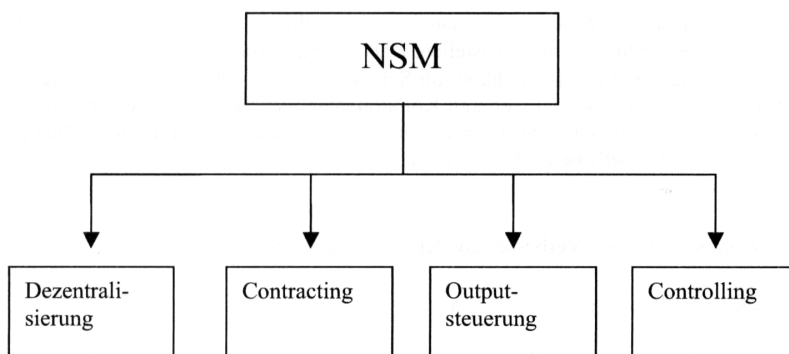 NSM
Dezentrali-
sierung
Contracting
Output-
steuerung
Controlling